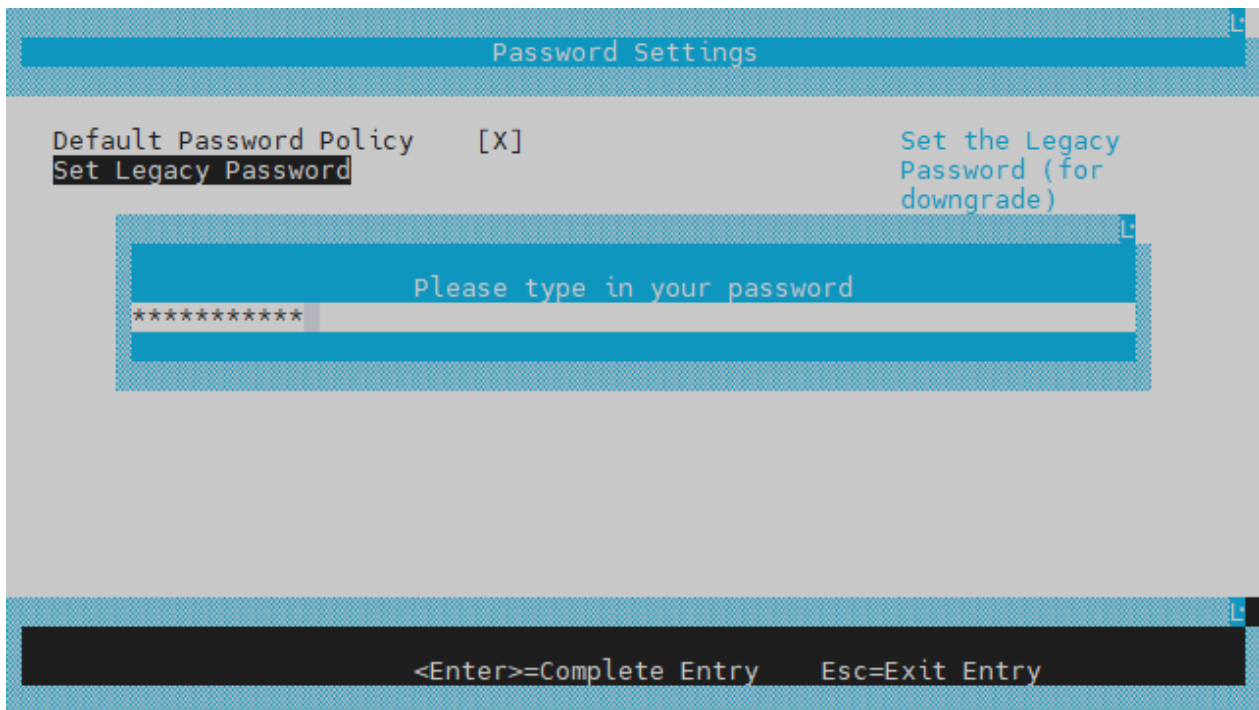 Password Settings
Default Password Policy [X]
Set Legacy Password
Set the Legacy
Password (for
downgrade)
Please type in your password
***********
<Enter>=Complete Entry Esc=Exit Entry